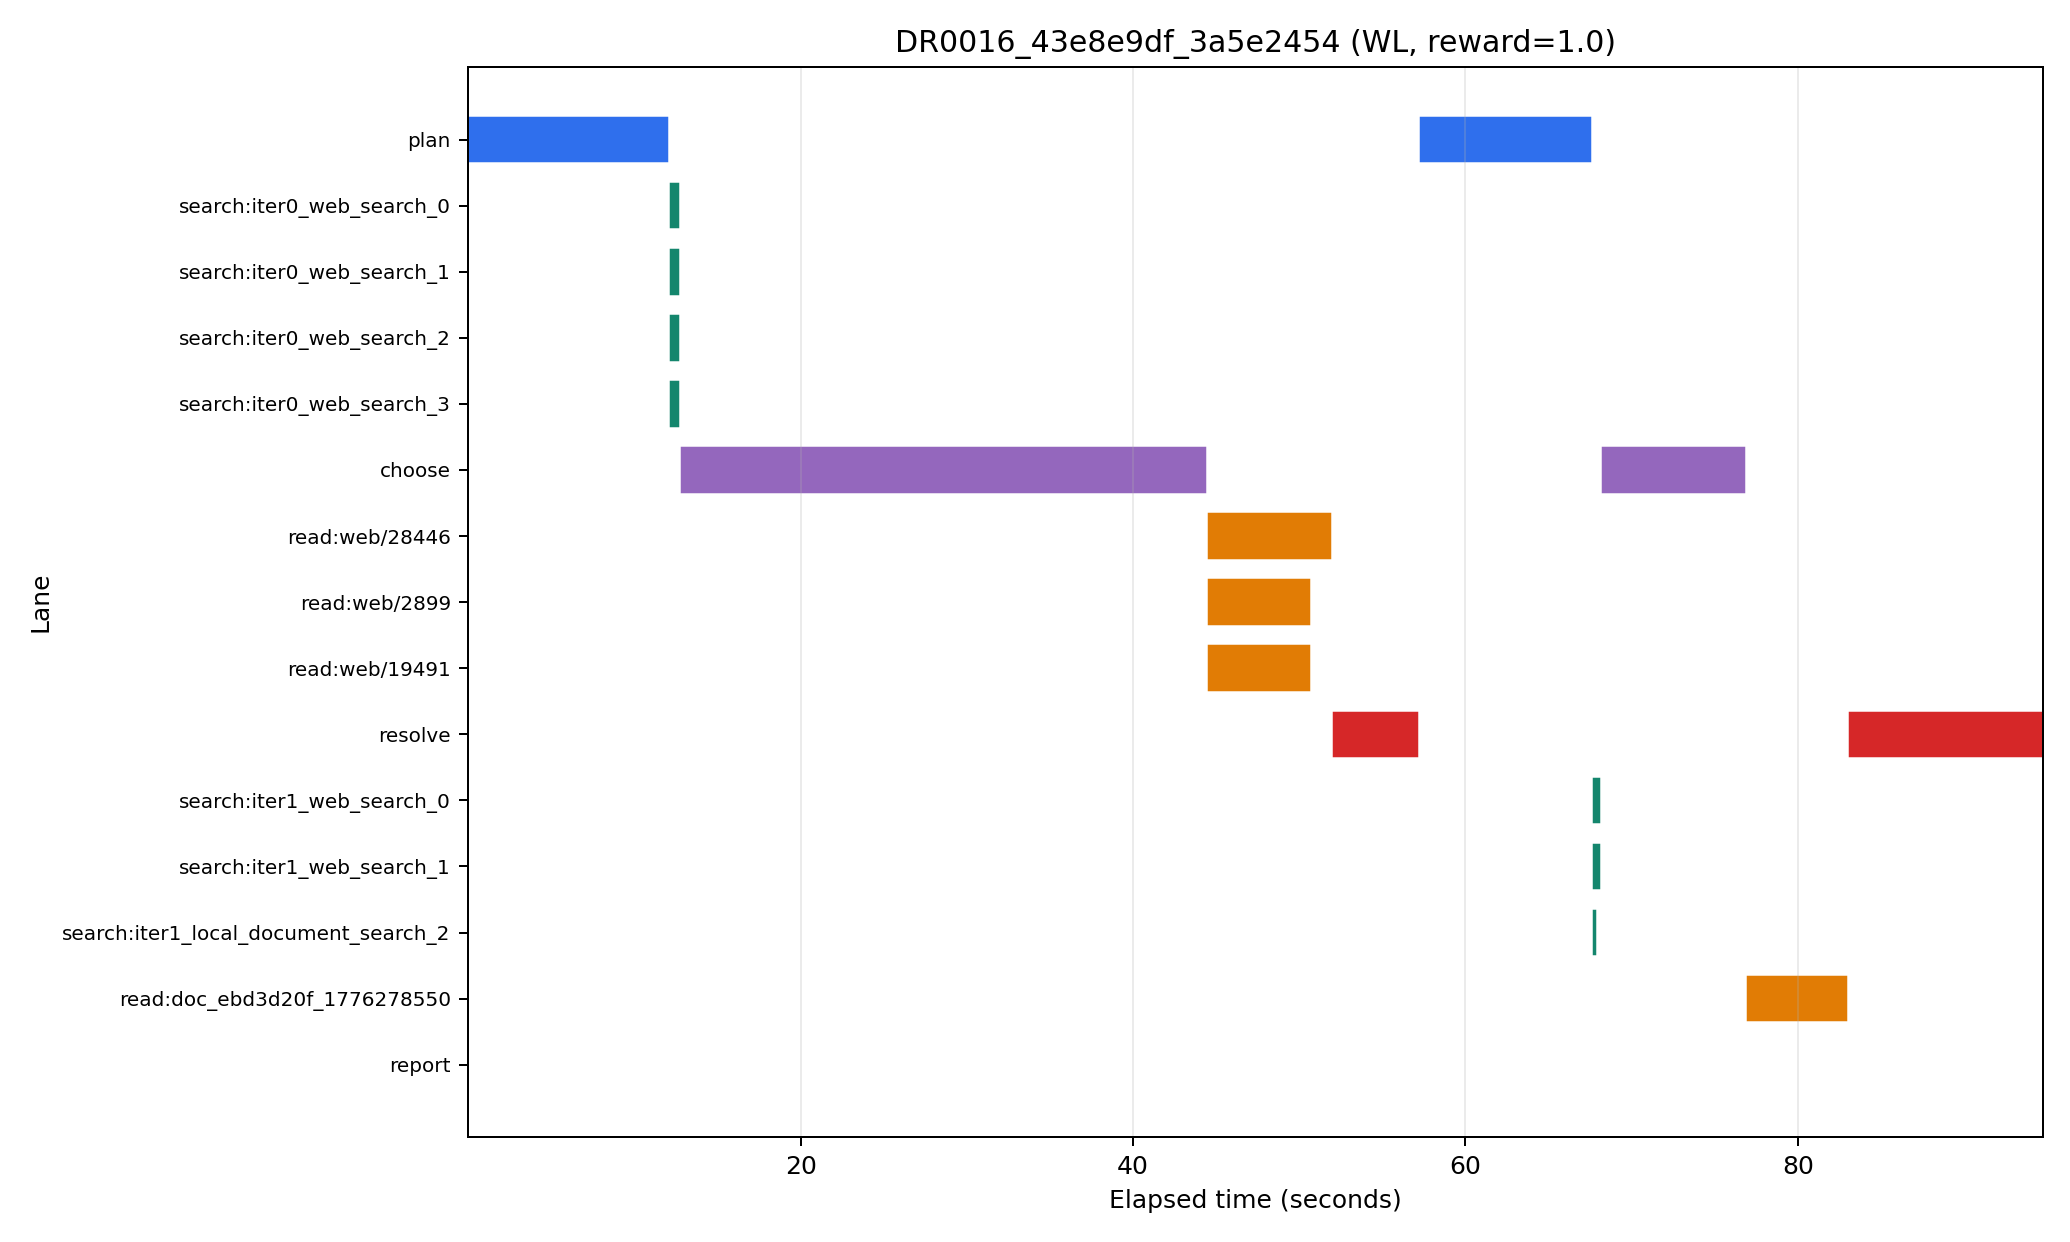 DR0016_43e8e9df_3a5e2454 (WL, reward=1.0)
plan
search:iter0_web_search_0
search:iter0_web_search_1
search:iter0_web_search_2
search:iter0_web_search_3
choose
read:web/28446
read:web/2899
read:web/19491
resolve
search:iter1_web_search_0
search:iter1_web_search_1
search:iter1_local_document_search_2
read:doc_ebd3d20f_1776278550
report
Lane
20 40 60 80
Elapsed time (seconds)